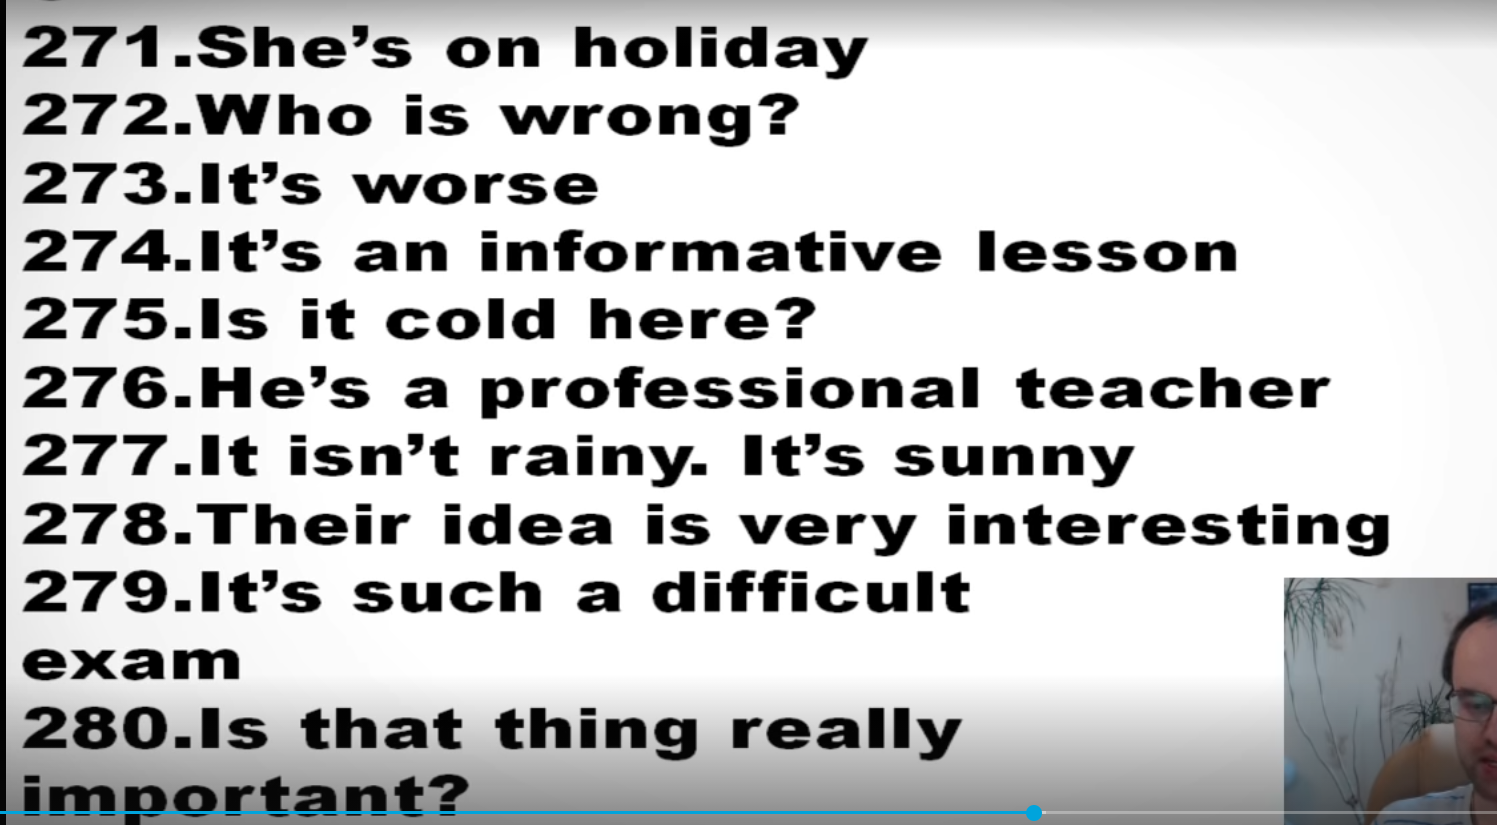 271.She’s on holiday
272.Who is wrong?
273.It’s worse
274.It’s an informative lesson
275.Is it cold here?
276.He’s a professional teacher
277.It isn’t rainy. It’s sunny
278.Their idea is very interesting
279.It’s such a difficult
exam
280.Is that thing really
important?